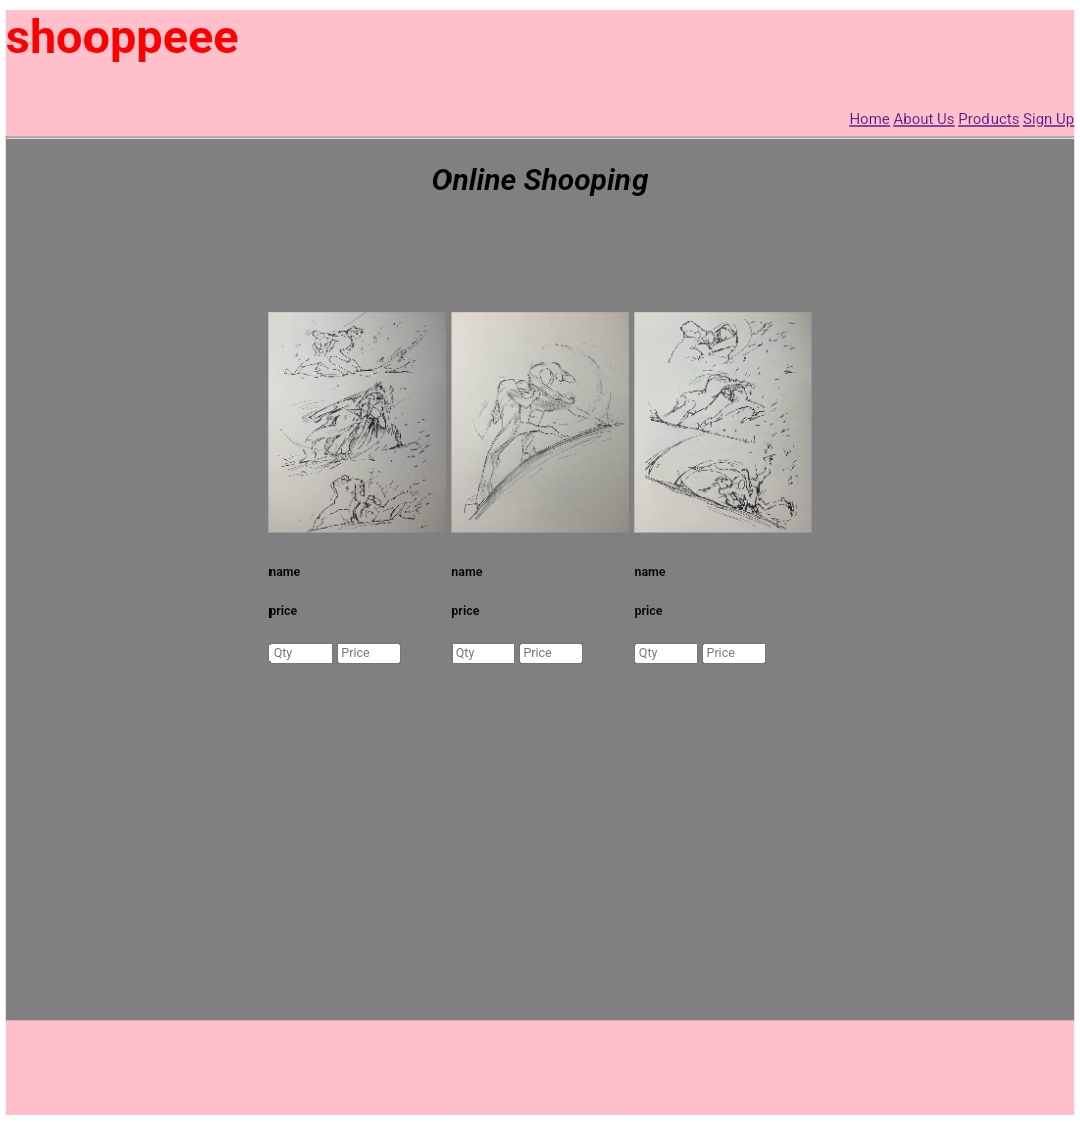 shooppeee
Home About Us Products Sign Up
Online Shooping
name name name
price price price
Qty Price Qty Price Qty Price